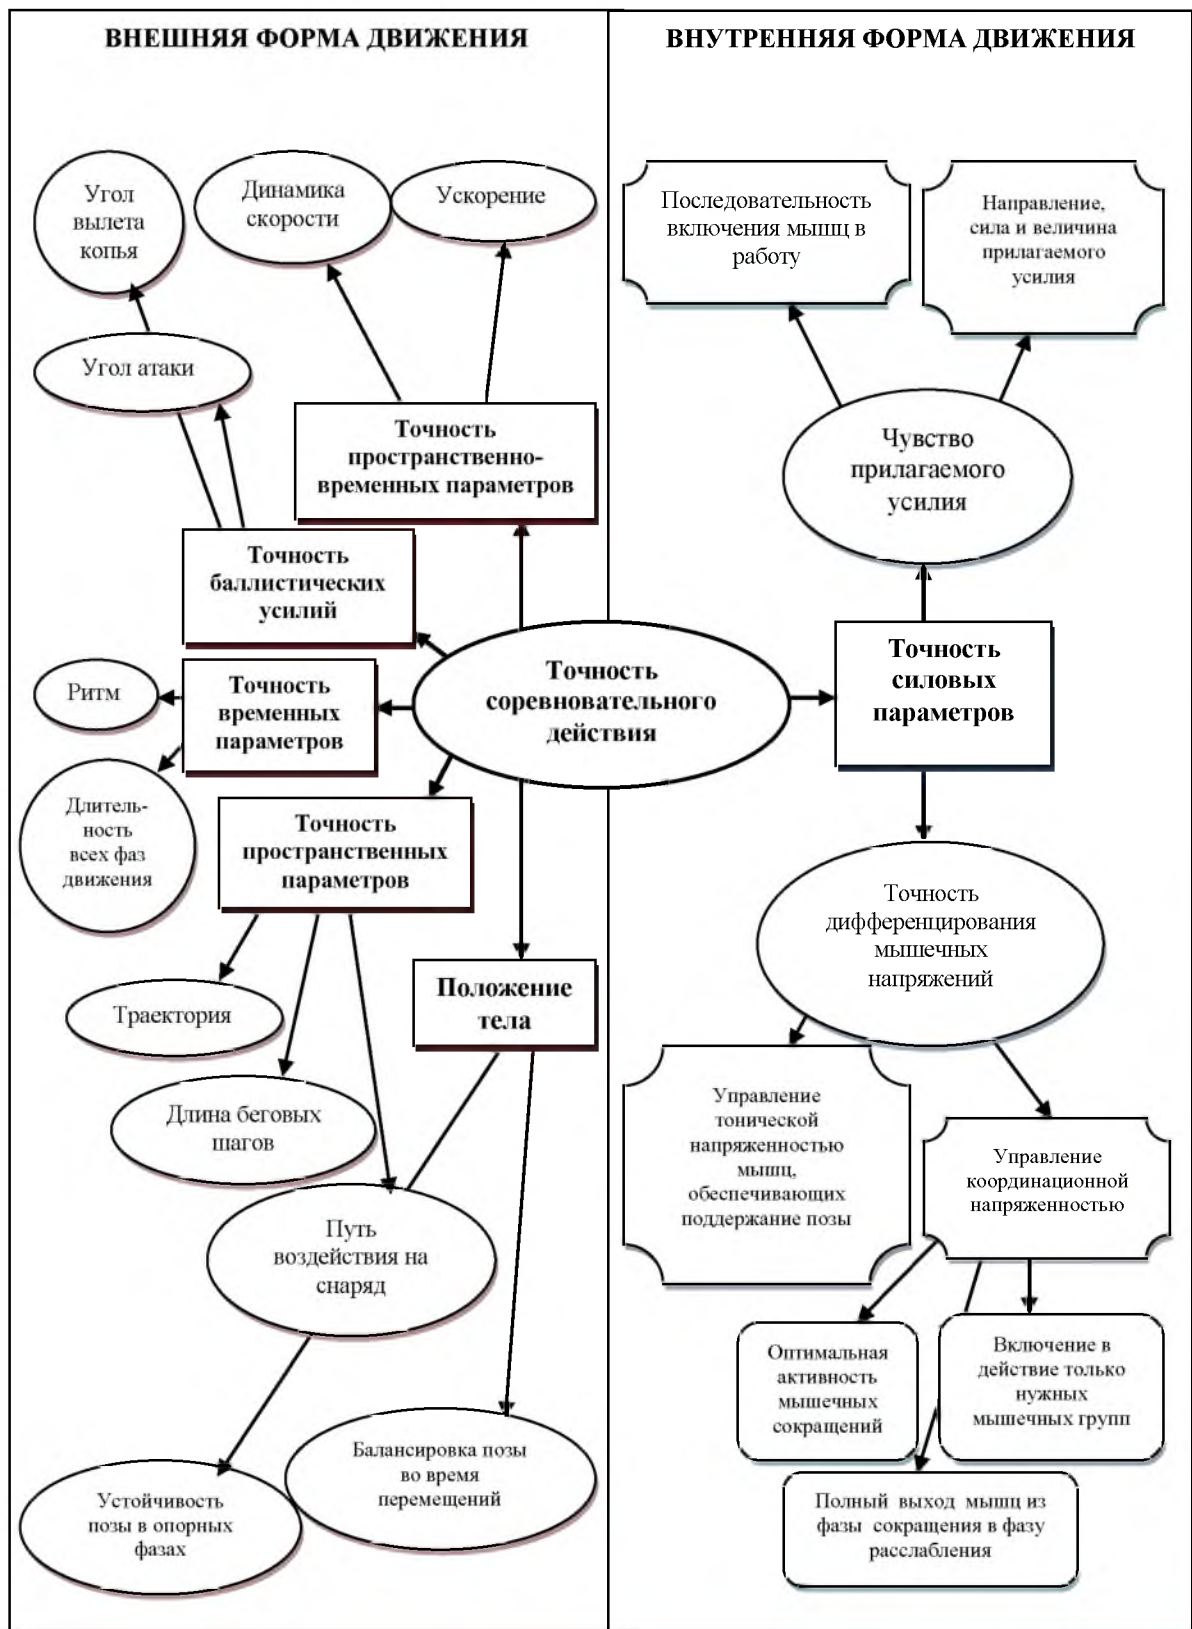 ВНЕШНЯЯ ФОРМА ДВИЖЕНИЯ
Угол
вылета
копья
Динамика
скорости
Ускорение
Угол атаки
Точность
пространственно-
временных параметров
Точность
баллистических
усилий
Точность
соревновательного
действия
Ритм
Точность
временных
параметров
Длитель-
ность
всех фаз
движения
Точность
пространственных
параметров
Положение
тела
Траектория
Длина беговых
шагов
Путь
воздействия на
снаряд
Балансировка позы
во время
перемещений
Устойчивость
позы в опорных
фазах
ВНУТРЕННЯЯ ФОРМА ДВИЖЕНИЯ
Последовательность
включения мышц в
работу
Направление,
сила и величина
прилагаемого
усилия
Чувство
прилагаемого
усилия
Точность
силовых
параметров
Точность
дифференцирования
мышечных
напряжений
Управление
тонической
напряженностью
мышц,
обеспечивающих
поддержание позы
Управление
координационной
напряженностью
Оптимальная
активность
мышечных
сокращений
Включение в
действие только
нужных
мышечных групп
Полный выход мышц из
фазы сокращения в фазу
расслабления